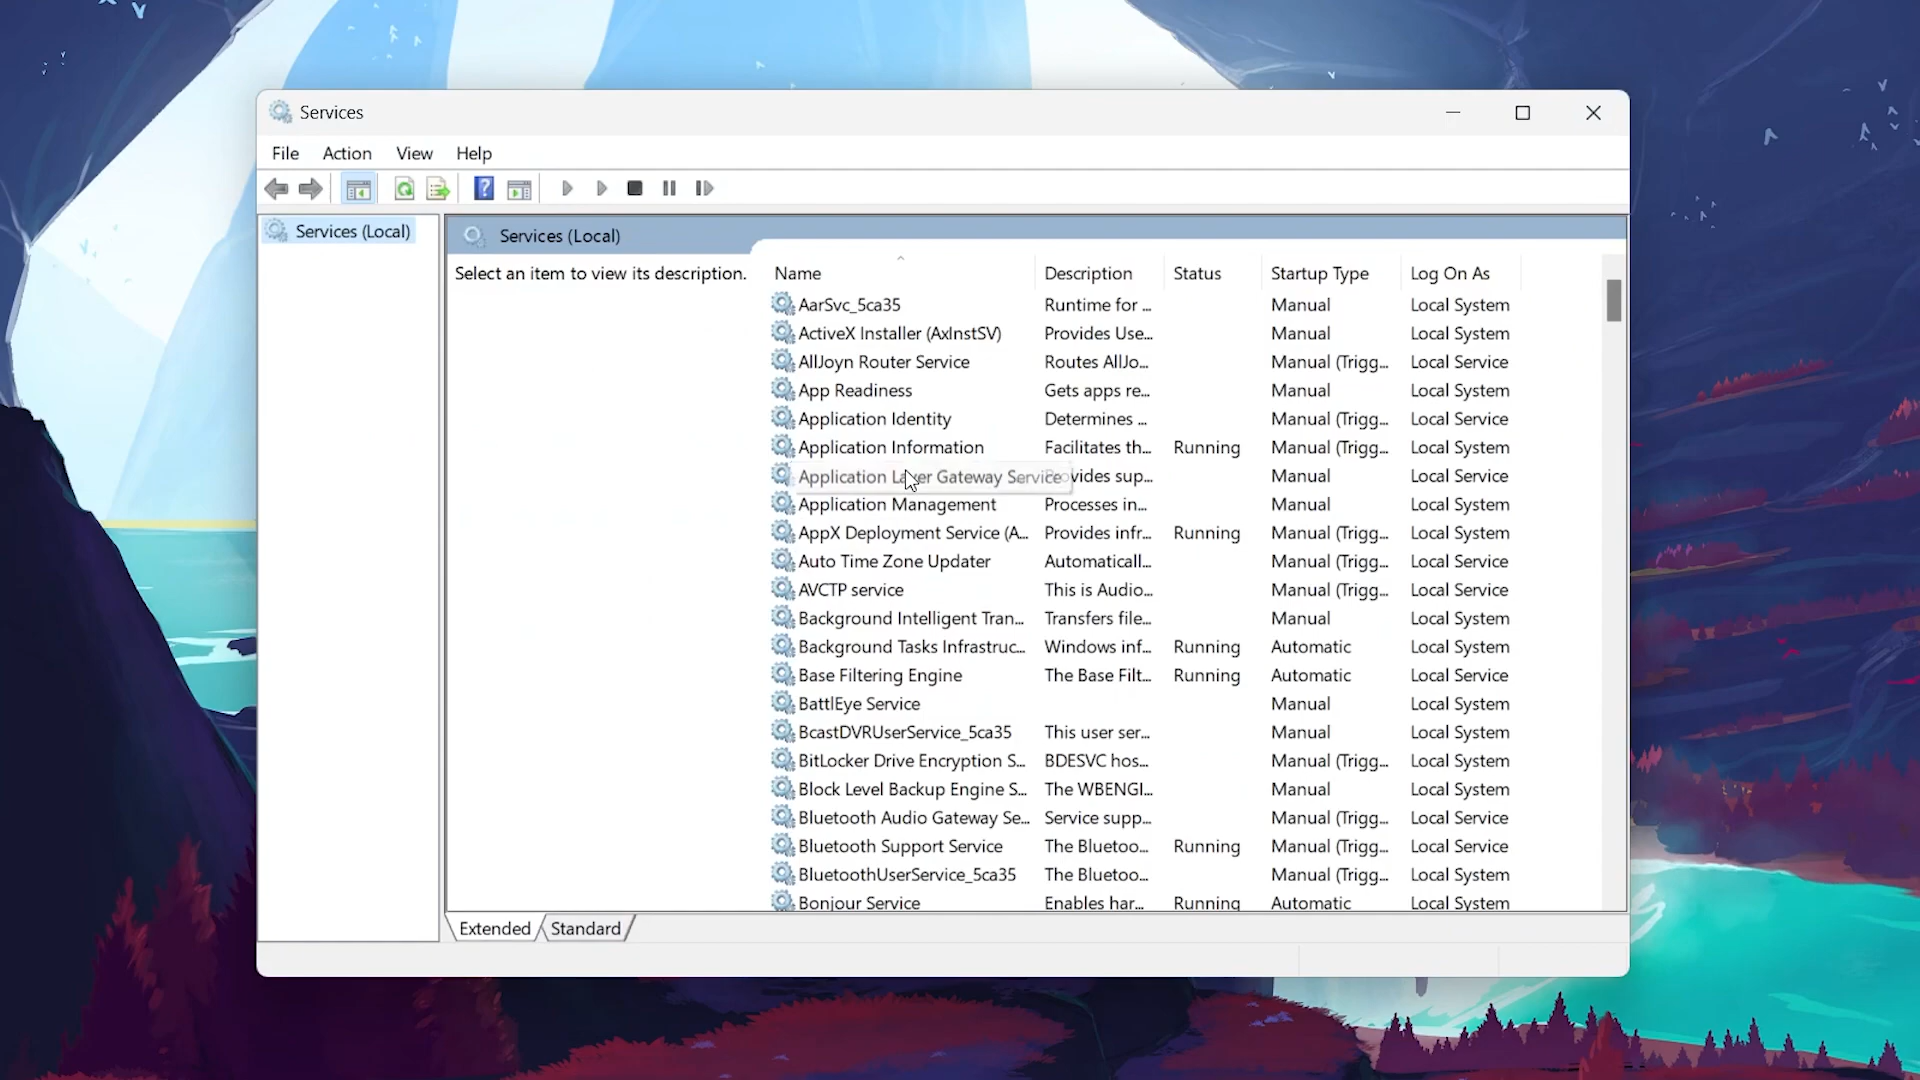 Services
File Action View Help
?
Services (Local)
Services (Local)
Select an item to view its description.
Name Description Status Startup Type Log On As
AarSvc_5ca35 Runtime for ... Manual Local System
ActiveX Installer (AxInstSV) Provides Use... Manual Local System
AllJoyn Router Service Routes AllJo... Manual (Trigg... Local Service
App Readiness Gets apps re... Manual Local System
Application Identity Determines ... Manual (Trigg... Local Service
Application Information Facilitates th... Running Manual (Trigg... Local System
Application Layer Gateway Service vides sup... Manual Local Service
Application Management Processes in... Manual Local System
AppX Deployment Service (A... Provides infr... Running Manual (Trigg... Local System
Auto Time Zone Updater Automaticall... Manual (Trigg... Local Service
AVCTP service This is Audio... Manual (Trigg... Local Service
Background Intelligent Tran... Transfers file... Manual Local System
Background Tasks Infrastruc... Windows inf... Running Automatic Local System
Base Filtering Engine The Base Filt... Running Automatic Local Service
BattlEye Service Manual Local System
BcastDVRUserService_5ca35 This user ser... Manual Local System
BitLocker Drive Encryption S... BDESVC hos... Manual (Trigg... Local System
Block Level Backup Engine S... The WBENGI... Manual Local System
Bluetooth Audio Gateway Se... Service supp... Manual (Trigg... Local Service
Bluetooth Support Service The Bluetoo... Running Manual (Trigg... Local Service
BluetoothUserService_5ca35 The Bluetoo... Manual (Trigg... Local System
Bonjour Service Enables har... Running Automatic Local System
Extended Standard